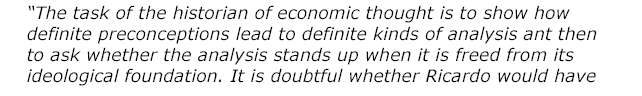 “The task of the historian of economic thought is to show how
definite preconceptions lead to definite kinds of analysis ant then
to ask whether the analysis stands up when it is freed from its
ideological foundation. It is doubtful whether Ricardo would have